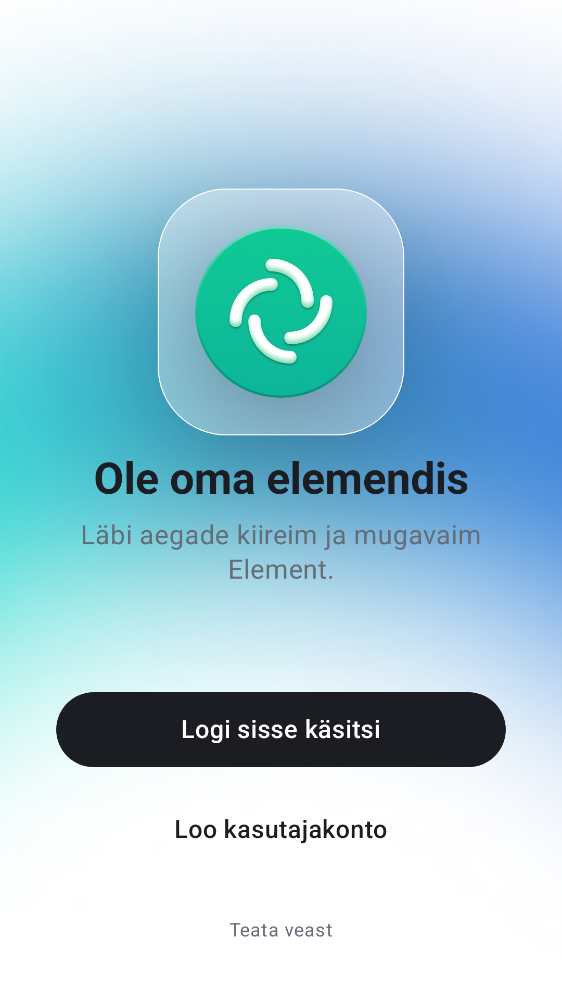 Ole oma elemendis
Läbi aegade kiireim ja mugavaim
Element.
Logi sisse käsitsi
Loo kasutajakonto
Teata veast